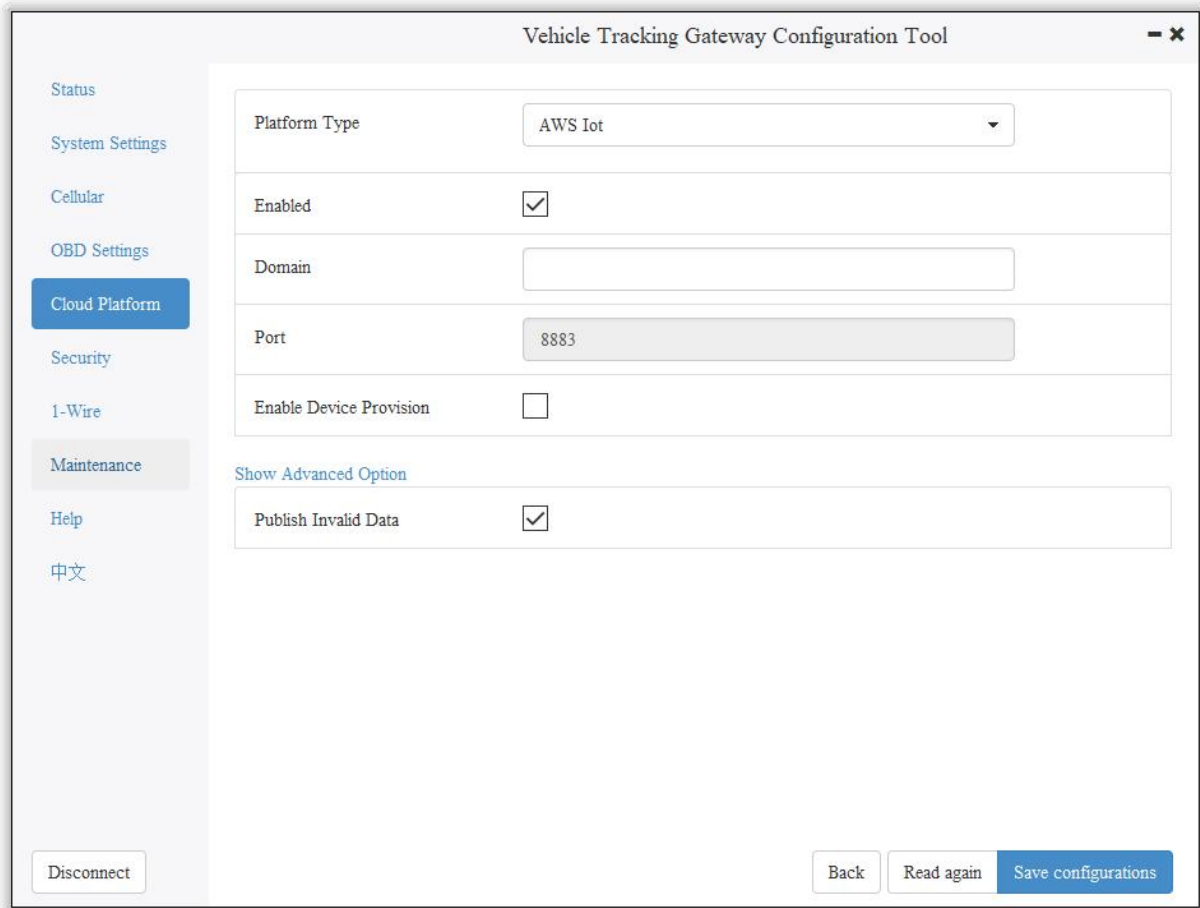 Vehicle Tracking Gateway Configuration Tool
Status
System Settings
Cellular
OBD Settings
Cloud Platform
Security
1-Wire
Maintenance
Help
中文
Platform Type
AWS Iot
Enabled
Domain
Port
8883
Enable Device Provision
Show Advanced Option
Publish Invalid Data
Disconnect
Back
Read again
Save configurations